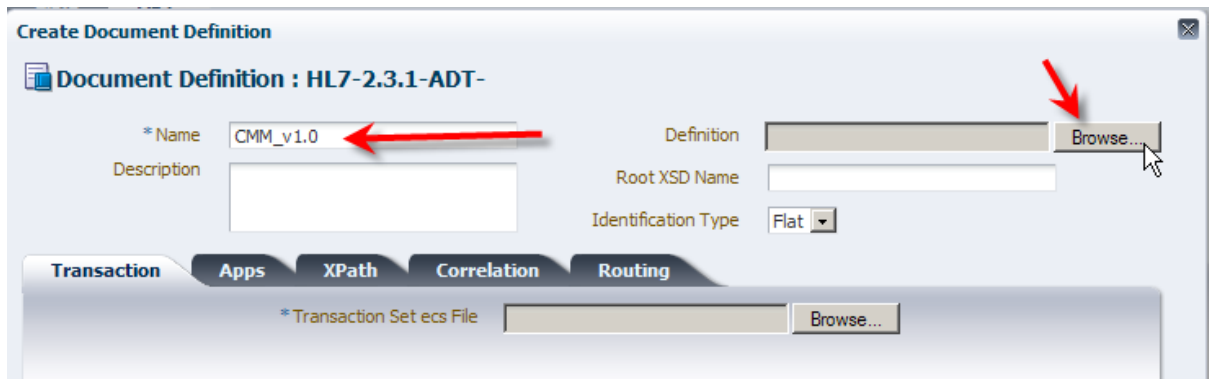 Create Document Definition
Document Definition : HL7-2.3.1-ADT-
* Name CMM_v1.0 Definition Browse...
Description Root XSD Name
Identification Type Flat
Transaction Apps XPath Correlation Routing
* Transaction Set ecs File Browse...